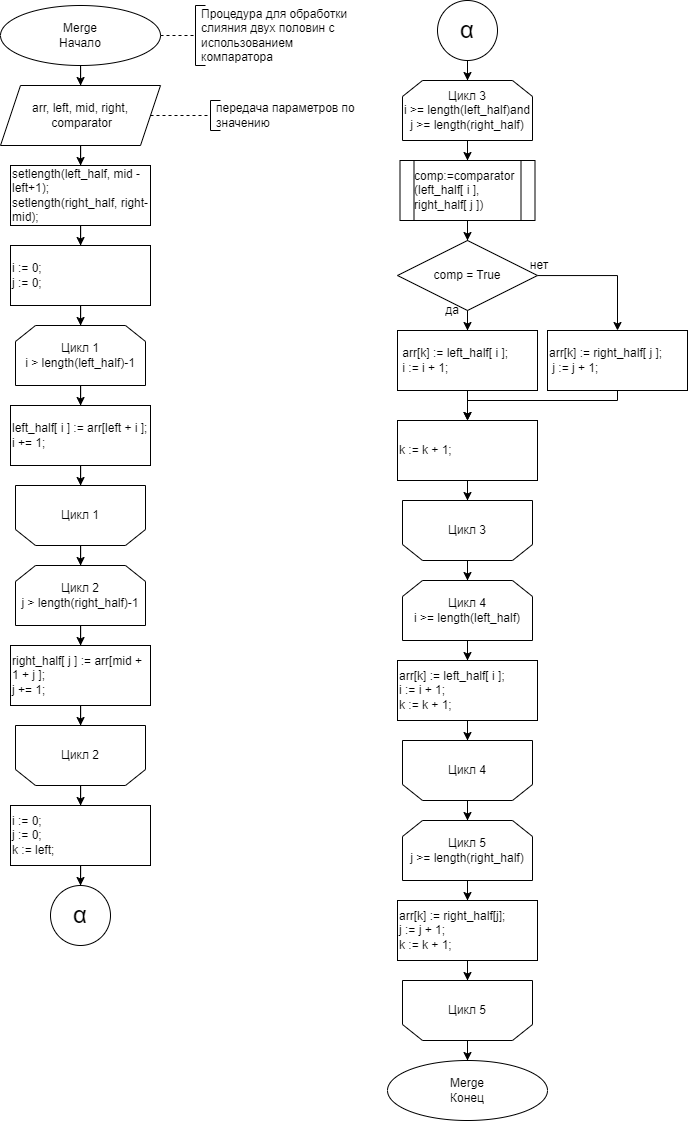 Merge
Начало
Процедура для обработки
слияния двух половин с
использованием
компаратора
arr, left, mid, right,
comparator
передача параметров по
значению
setlength(left_half, mid -
left+1);
setlength(right_half, right-
mid);
i := 0;
j := 0;
Цикл 1
i > length(left_half)-1
left_half[ i ] := arr[left + i ];
i += 1;
Цикл 1
Цикл 2
j > length(right_half)-1
right_half[ j ] := arr[mid +
1 + j ];
j += 1;
Цикл 2
i := 0;
j := 0;
k := left;
α
α
Цикл 3
i >= length(left_half)and
j >= length(right_half)
comp:=comparator
(left_half[ i ],
right_half[ j ])
comp = True
нет
да
arr[k] := left_half[ i ];
i := i + 1;
arr[k] := right_half[ j ];
j := j + 1;
k := k + 1;
Цикл 3
Цикл 4
i >= length(left_half)
arr[k] := left_half[ i ];
i := i + 1;
k := k + 1;
Цикл 4
Цикл 5
j >= length(right_half)
arr[k] := right_half[j];
j := j + 1;
k := k + 1;
Цикл 5
Merge
Конец